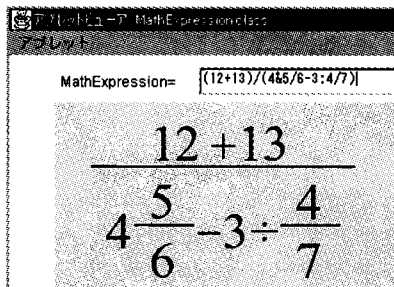 アプレットビューア: MathExpression.class
アプレット
MathExpression= (12+13)/(4&5/6-3:4/7)
12+13
4 5/6 −3÷ 4/7